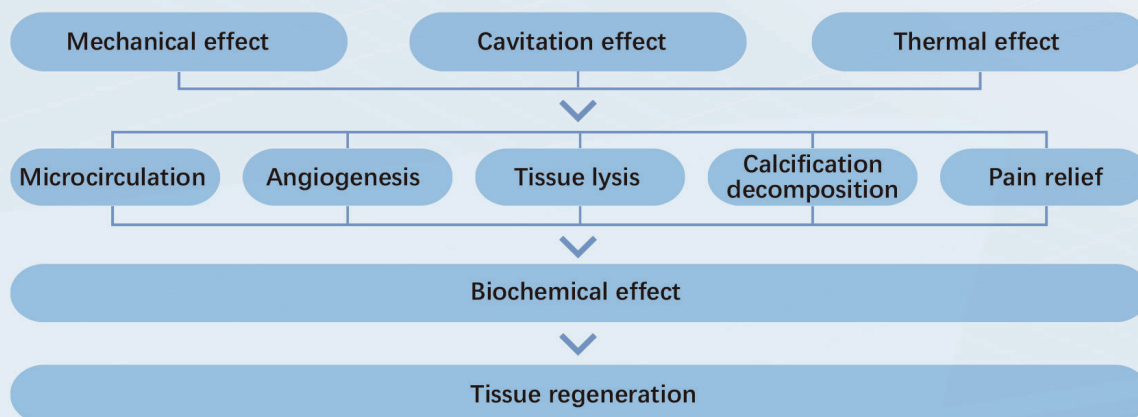 Mechanical effect
Cavitation effect
Thermal effect
Microcirculation
Angiogenesis
Tissue lysis
Calcification
decomposition
Pain relief
Biochemical effect
Tissue regeneration